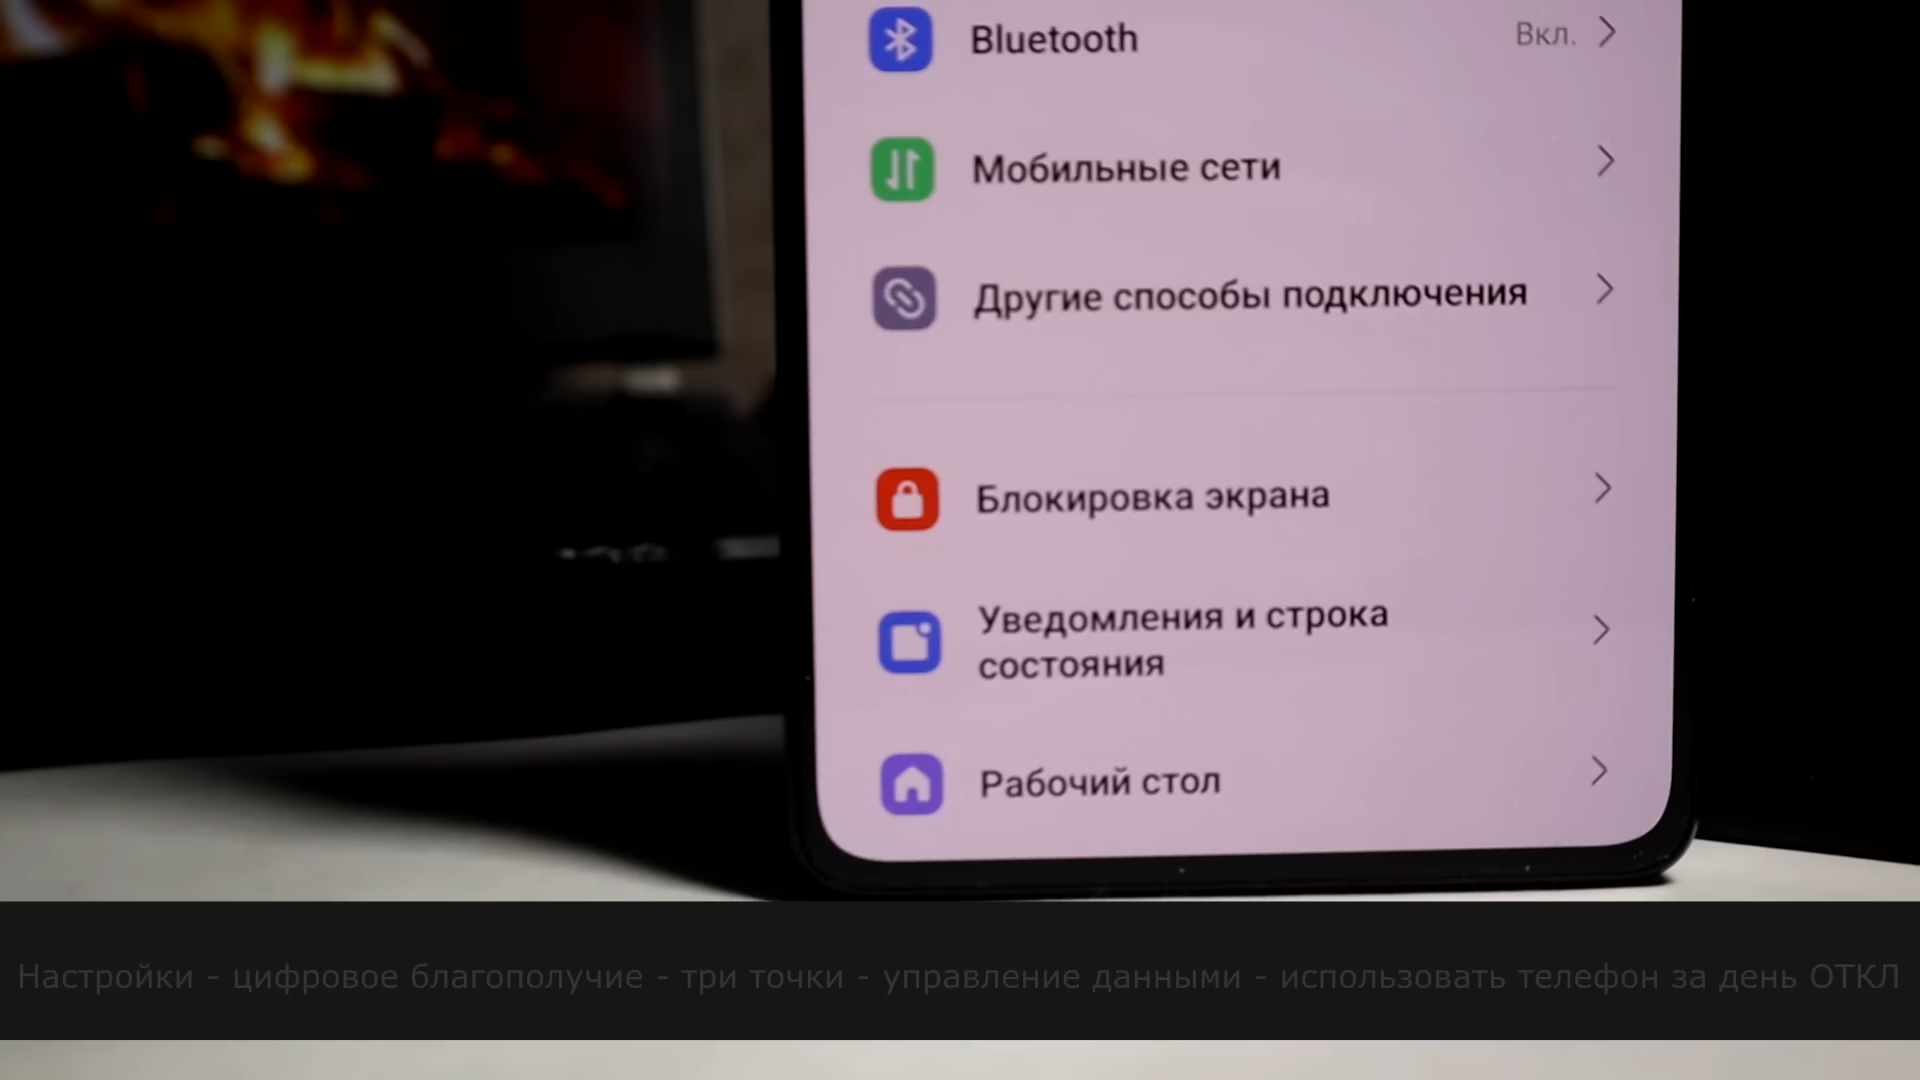 Bluetooth
Вкл.
Мобильные сети
Другие способы подключения
Блокировка экрана
Уведомления и строка
состояния
Рабочий стол
Настройки - цифровое благополучие - три точки - управление данными - использовать телефон за день ОТКЛ